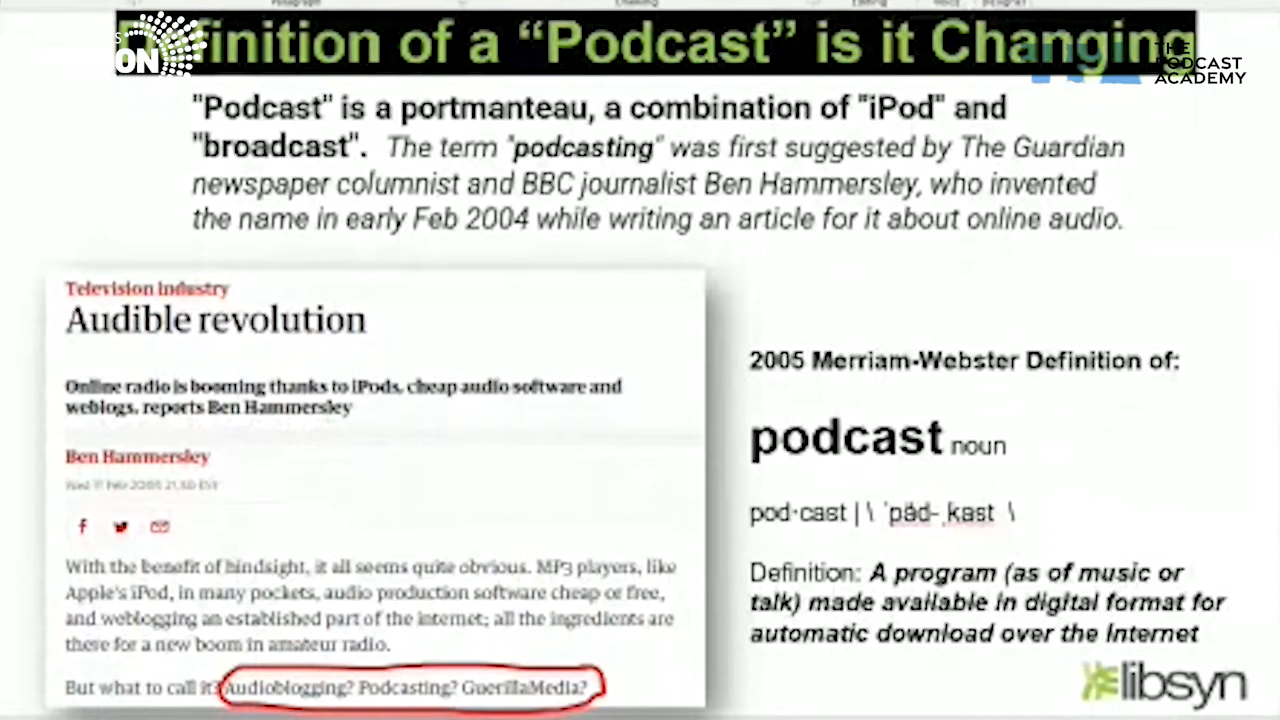 inition of a “Podcast” is it Changing
ON
THE
PODCAST
ACADEMY
"Podcast" is a portmanteau, a combination of "iPod" and
"broadcast". The term "podcasting" was first suggested by The Guardian
newspaper columnist and BBC journalist Ben Hammersley, who invented
the name in early Feb 2004 while writing an article for it about online audio.
Television industry
Audible revolution
Online radio is booming thanks to iPods, cheap audio software and
weblogs, reports Ben Hammersley
Ben Hammersley
With the benefit of hindsight, it all seems quite obvious. MP3 players, like
Apple's iPod, in many pockets, audio production software cheap or free,
and weblogging an established part of the internet; all the ingredients are
there for a new boom in amateur radio.
But what to call it? Audioblogging? Podcasting? GuerillaMedia?
2005 Merriam-Webster Definition of:
podcast noun
pod·cast | \ ˈpäd-ˌkast \
Definition: A program (as of music or
talk) made available in digital format for
automatic download over the Internet
libsyn